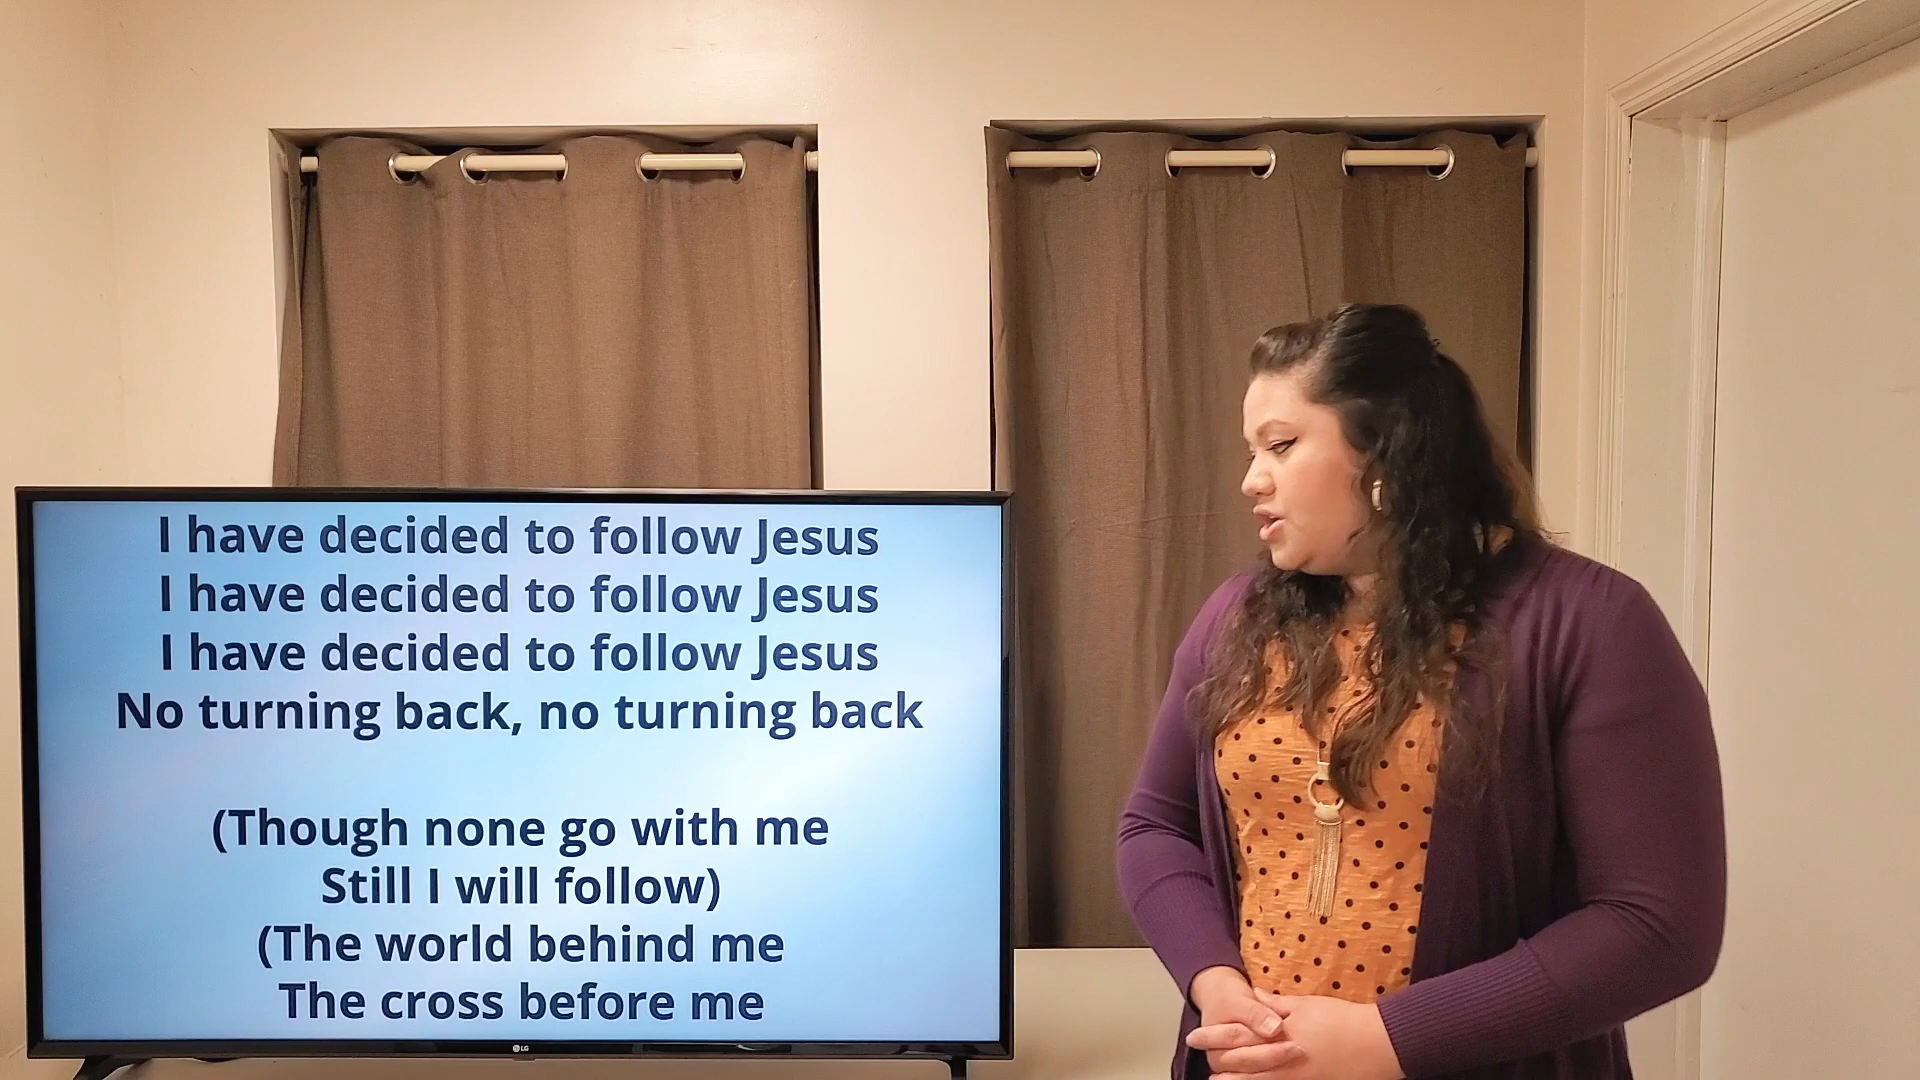 I have decided to follow Jesus
I have decided to follow Jesus
I have decided to follow Jesus
No turning back, no turning back
(Though none go with me
Still I will follow)
(The world behind me
The cross before me
LG